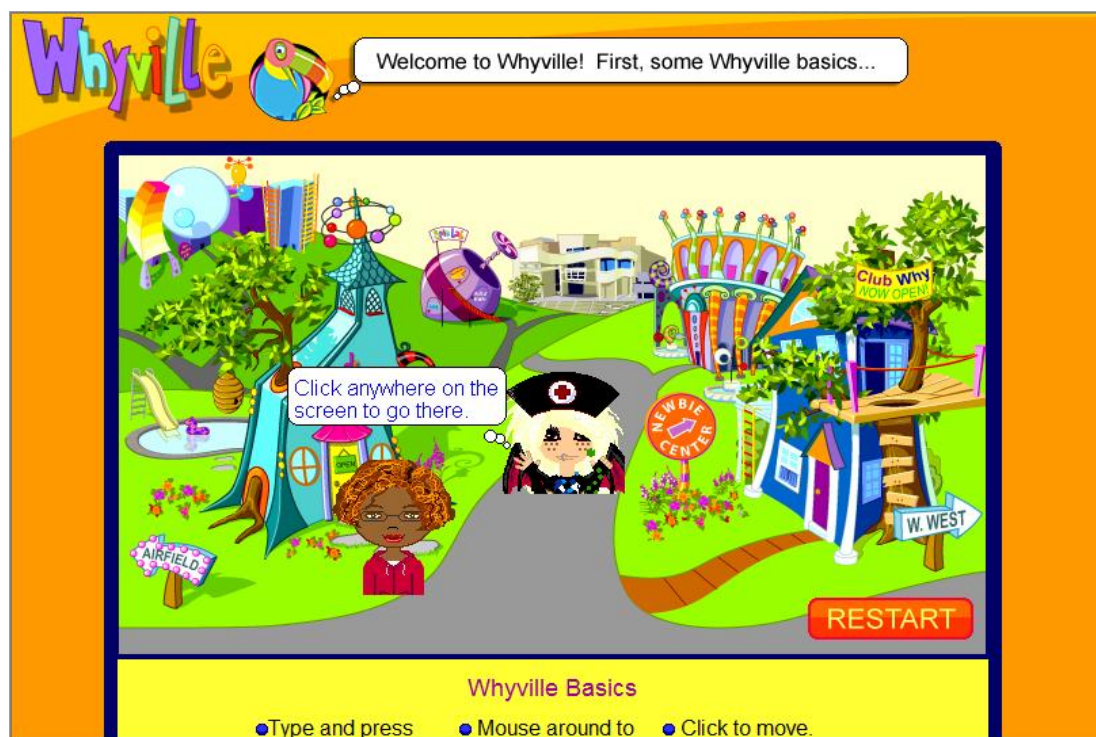 Whyville
Welcome to Whyville! First, some Whyville basics...
Club Why
NOW OPEN!
Click anywhere on the
screen to go there.
NEWBIE
CENTER
OPEN
W. WEST
AIRFIELD
RESTART
Whyville Basics
●Type and press
● Mouse around to
● Click to move.